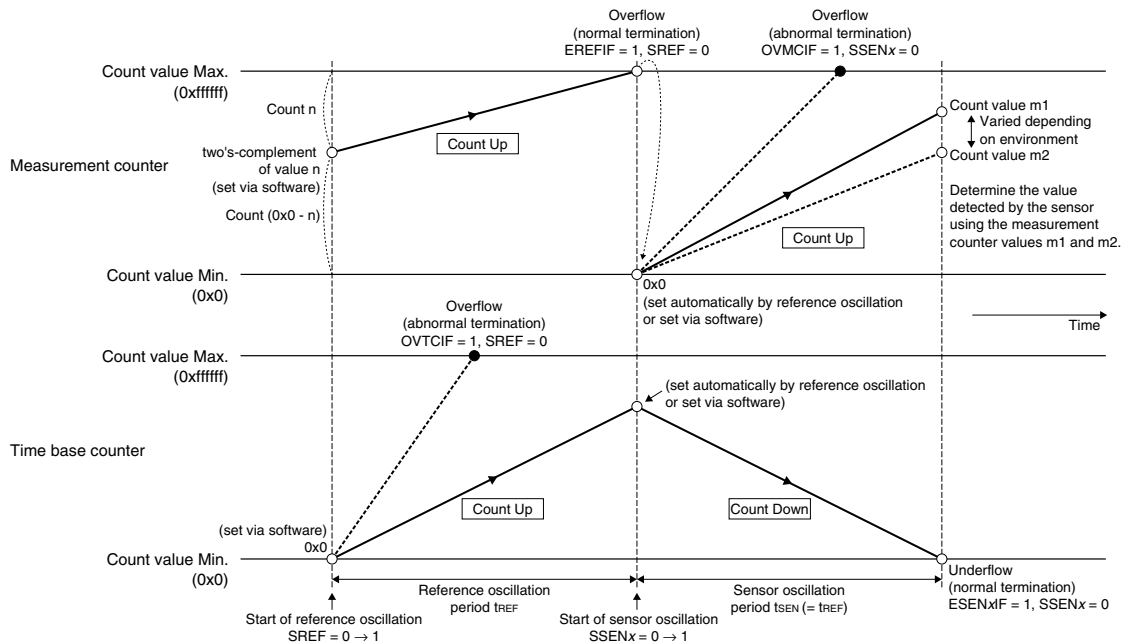 Overflow
(normal termination)
EREFIF = 1, SREF = 0
Overflow
(abnormal termination)
OVMCIF = 1, SSENx = 0
Count value Max.
(0xffffff)
Count n
Count value m1
Varied depending
on environment
Count Up
two's-complement
of value n
(set via software)
Measurement counter
Count value m2
Determine the value
detected by the sensor
using the measurement
counter values m1 and m2.
Count (0x0 - n)
Count Up
Count value Min.
(0x0)
0x0
(set automatically by reference oscillation
or set via software)
Overflow
(abnormal termination)
OVTCIF = 1, SREF = 0
Time
Count value Max.
(0xffffff)
(set automatically by reference oscillation
or set via software)
Time base counter
Count Up
Count Down
(set via software)
0x0
Count value Min.
(0x0)
Underflow
(normal termination)
ESENxIF = 1, SSENx = 0
Reference oscillation
period tREF
Sensor oscillation
period tSEN (= tREF)
Start of reference oscillation
SREF = 0 → 1
Start of sensor oscillation
SSENx = 0 → 1